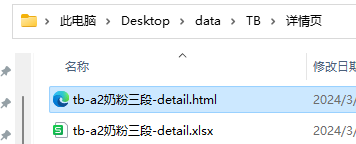 此电脑 > Desktop > data > TB > 详情页
名称 修改日期
tb-a2奶粉三段-detail.html 2024/3/
tb-a2奶粉三段-detail.xlsx 2024/3/